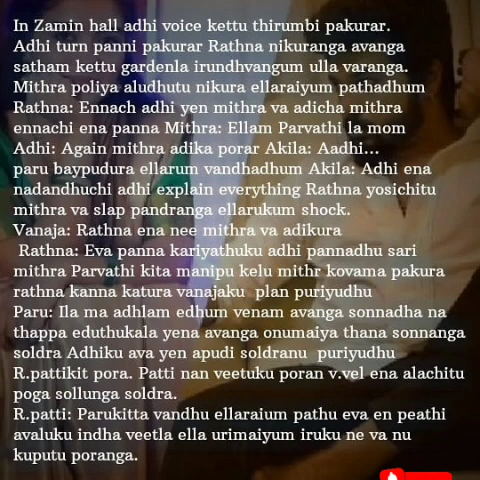 In Zamin hall adhi voice kettu thirumbi pakurar.
Adhi turn panni pakurar Rathna nikuranga avanga
satham kettu gardenla irundhvangum ulla varanga.
Mithra poliya aludhutu nikura ellaraiyum pathadhum
Rathna: Ennach adhi yen mithra va adicha mithra
ennachi ena panna Mithra: Ellam Parvathi la mom
Adhi: Again mithra adika porar Akila: Aadhi...
paru baypudura ellarum vandhadhum Akila: Adhi ena
nadandhuchi adhi explain everything Rathna yosichitu
mithra va slap pandranga ellarukum shock.
Vanaja: Rathna ena nee mithra va adikura
Rathna: Eva panna kariyathuku adhi pannadhu sari
mithra Parvathi kita manipu kelu mithr kovama pakura
rathna kanna katura vanajaku plan puriyudhu
Paru: Ila ma adhlam edhum venam avanga sonnadha na
thappa eduthukala yena avanga onumaiya thana sonnanga
soldra Adhiku ava yen apudi soldranu puriyudhu
R.pattikit pora. Patti nan veetuku poran v.vel ena alachitu
poga sollunga soldra.
R.patti: Parukitta vandhu ellaraium pathu eva en peathi
avaluku indha veetla ella urimaiyum iruku ne va nu
kuputu poranga.